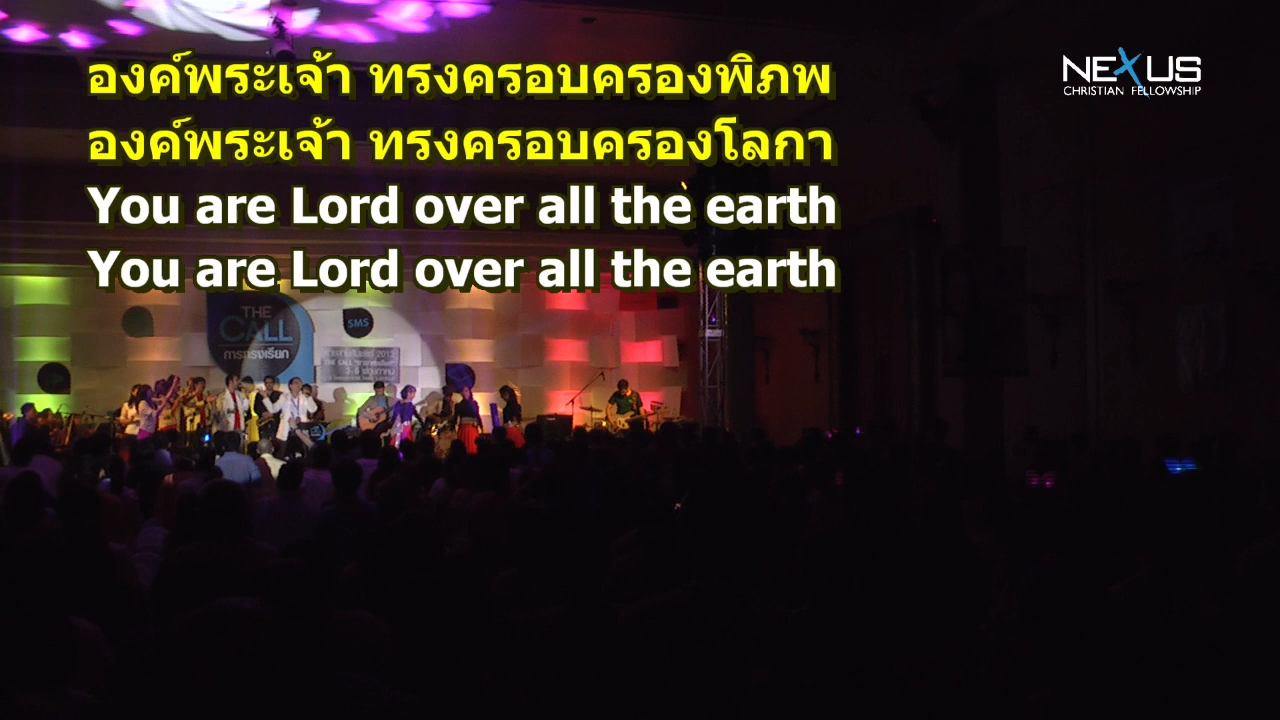 องค์พระเจ้า ทรงครอบครองพิภพ
องค์พระเจ้า ทรงครอบครองโลกา
You are Lord over all the earth
You are Lord over all the earth
NEXUS
CHRISTIAN FELLOWSHIP
THE
CALL
การทรงเรียก
SMS